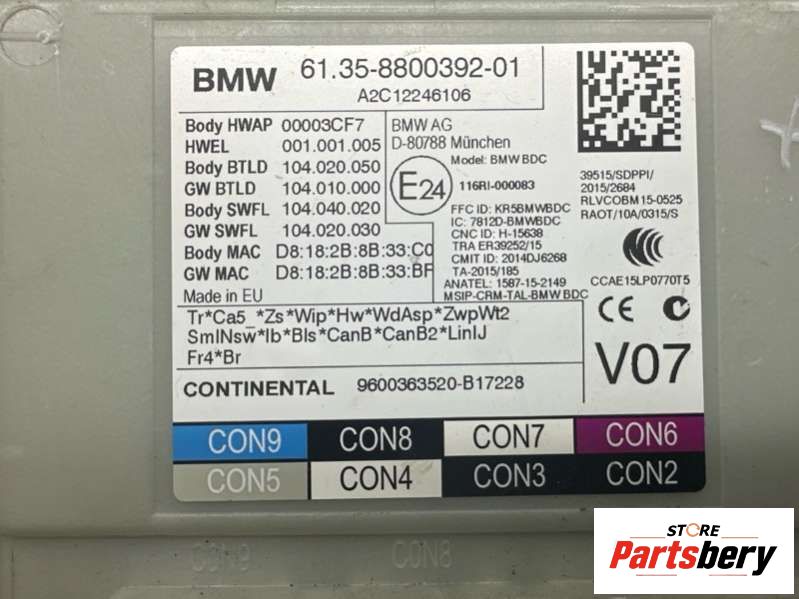 BMW 61.35-8800392-01
A2C12246106
Body HWAP 00003CF7
HWEL 001.001.005
Body BTLD 104.020.050
GW BTLD 104.010.000
Body SWFL 104.040.020
GW SWFL 104.020.030
Body MAC D8:18:2B:8B:33:C0
GW MAC D8:18:2B:8B:33:BF
Made in EU
BMW AG
D-80788 München
Model: BMW BDC
E24
116RI-000083
FFC ID: KR5BMWBDC
IC: 7812D-BMWBDC
CNC ID: H-15638
TRA ER39252/15
CMIT ID: 2014DJ6268
TA-2015/185
ANATEL: 1587-15-2149
MSIP-CRM-TAL-BMW BDC
39515/SDPPI/
2015/2684
RLVCOBM15-0525
RAOT/10A/0315/S
CCAE15LP0770T5
CE
V07
Tr*Ca5_*Zs*Wip*Hw*WdAsp*ZwpWt2
SmlNsw*Ib*Bls*CanB*CanB2*LinIJ
Fr4*Br
CONTINENTAL 9600363520-B17228
CON9 CON8 CON7 CON6
CON5 CON4 CON3 CON2
CON9 CON8
STORE
Partsbery